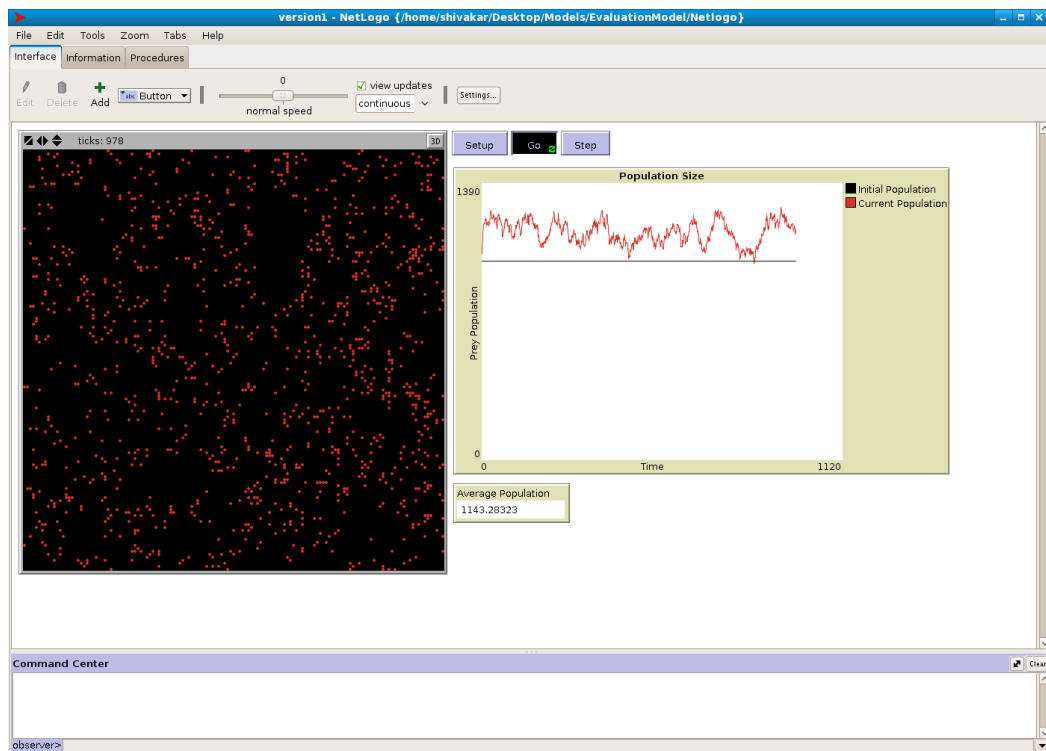 version1 - NetLogo {/home/shivakar/Desktop/Models/EvaluationModel/Netlogo}
File Edit Tools Zoom Tabs Help
Interface Information Procedures
Edit Delete Add abc Button 0 normal speed view updates continuous Settings...
ticks: 978 3D
Setup Go Step
Population Size
1390
Initial Population
Current Population
Prey Population
0
0 Time 1120
Average Population
1143.28323
Command Center Clear
observer>